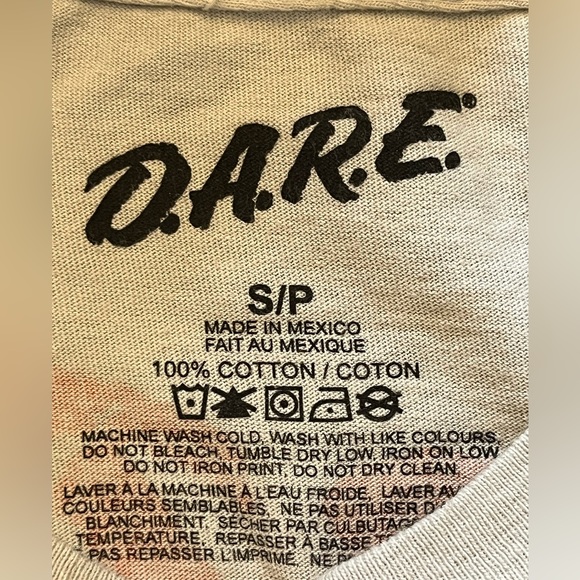 D.A.R.E.®
S/P
MADE IN MEXICO
FAIT AU MEXIQUE
100% COTTON / COTON
MACHINE WASH COLD, WASH WITH LIKE COLOURS,
DO NOT BLEACH, TUMBLE DRY LOW, IRON ON LOW
DO NOT IRON PRINT, DO NOT DRY CLEAN.
LAVER À LA MACHINE À L'EAU FROIDE, LAVER
COULEURS SEMBLABLES, NE PAS UTILISER
BLANCHIMENT, SÉCHER PAR
TEMPÉRATURE, REPASSER À BASSE
PAS REPASSER L'IMPRIMÉ,